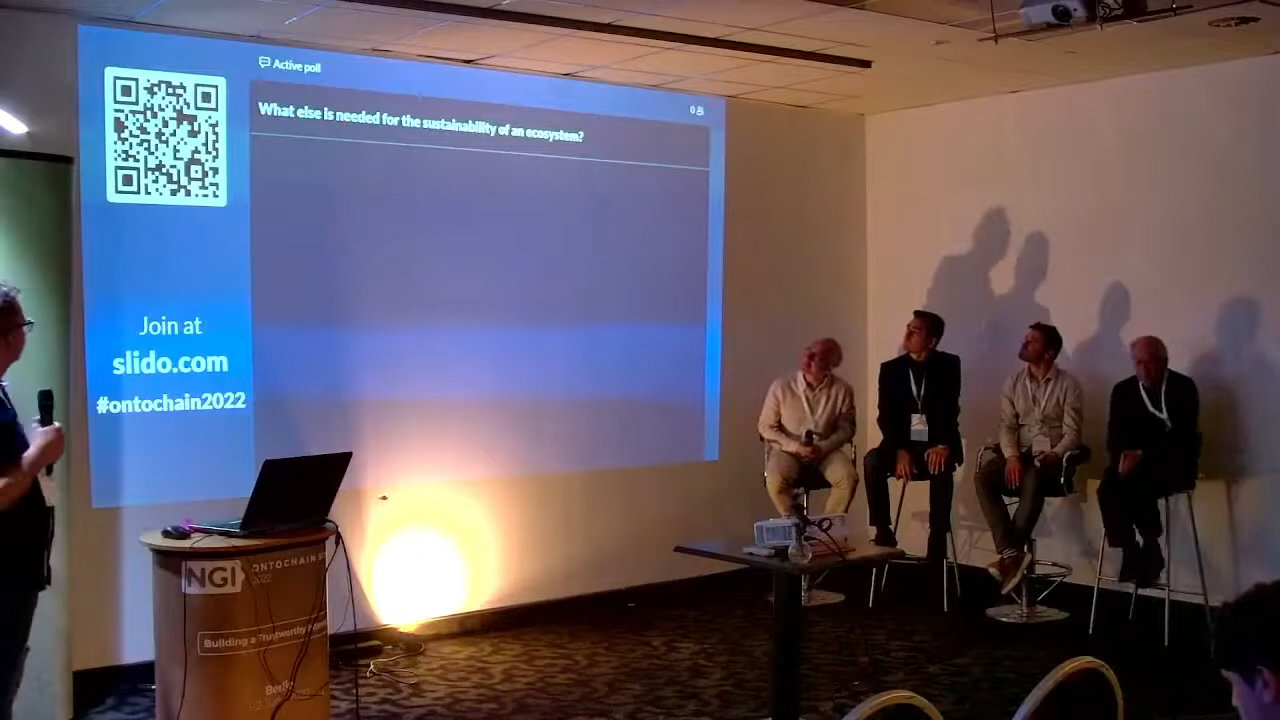 Active poll
0
What else is needed for the sustainability of an ecosystem?
Join at
slido.com
#ontochain2022
NGI
ONTOCHAIN
2022
Building a Trustworthy
Berlin